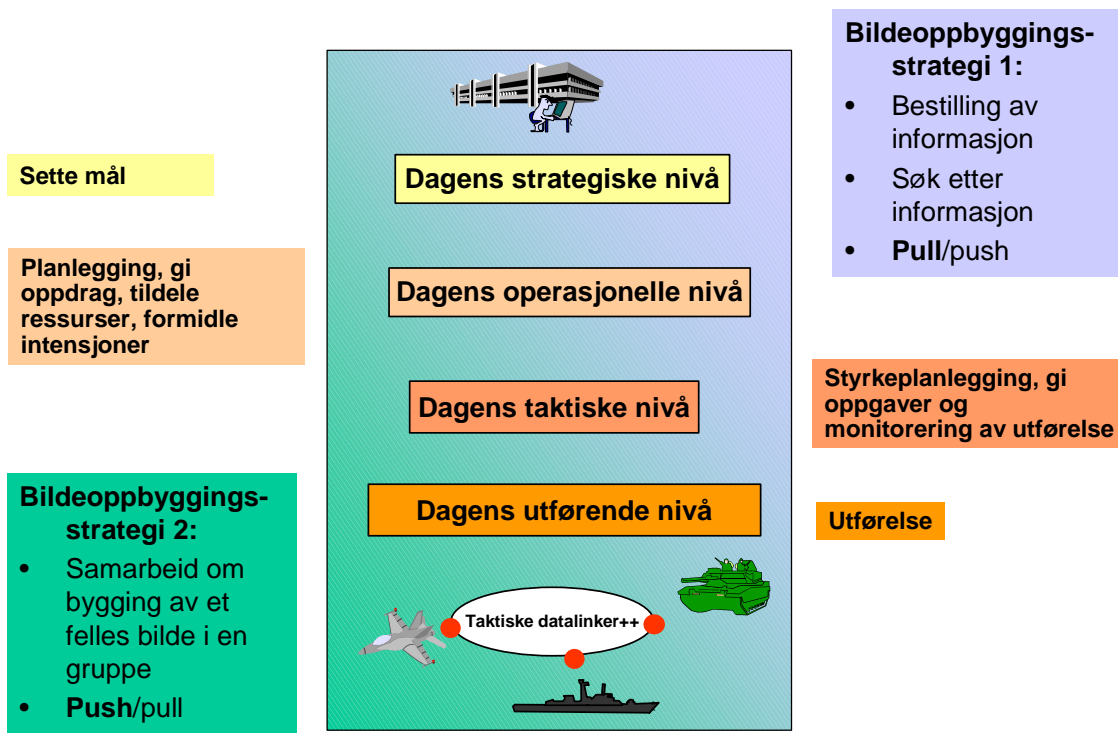 Bildeoppbyggings-
strategi 1:
• Bestilling av
informasjon
• Søk etter
informasjon
• Pull/push
Sette mål
Dagens strategiske nivå
Planlegging, gi
oppdrag, tildele
ressurser, formidle
intensjoner
Dagens operasjonelle nivå
Dagens taktiske nivå
Styrkeplanlegging, gi
oppgaver og
monitorering av utførelse
Bildeoppbyggings-
strategi 2:
• Samarbeid om
bygging av et
felles bilde i en
gruppe
• Push/pull
Dagens utførende nivå
Utførelse
Taktiske datalinker++